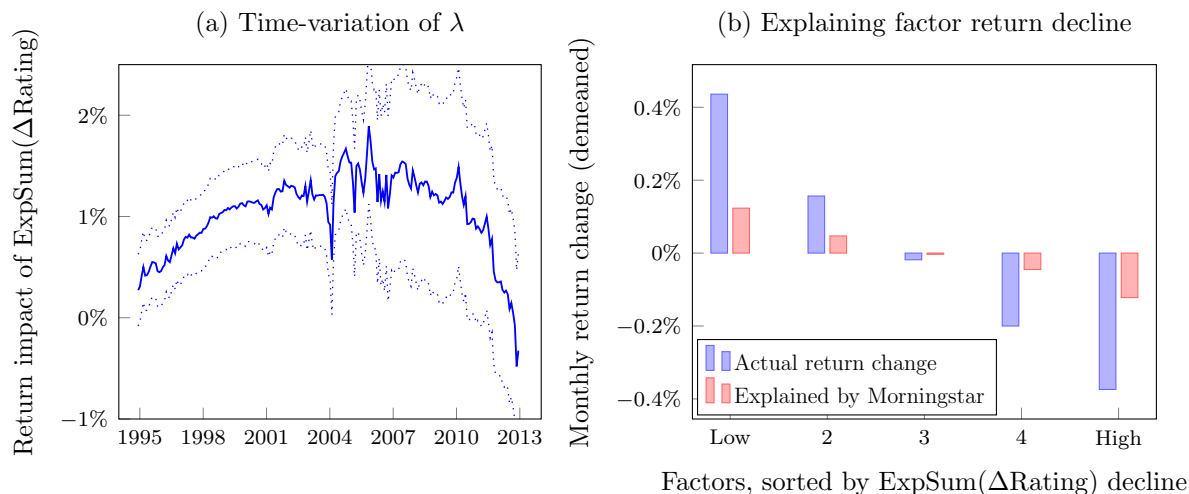 (a) Time-variation of λ
Return impact of ExpSum(ΔRating)
2%
1%
0%
−1%
1995 1998 2001 2004 2007 2010 2013
(b) Explaining factor return decline
Monthly return change (demeaned)
0.4%
0.2%
0%
−0.2%
−0.4%
Actual return change
Explained by Morningstar
Low 2 3 4 High
Factors, sorted by ExpSum(ΔRating) decline